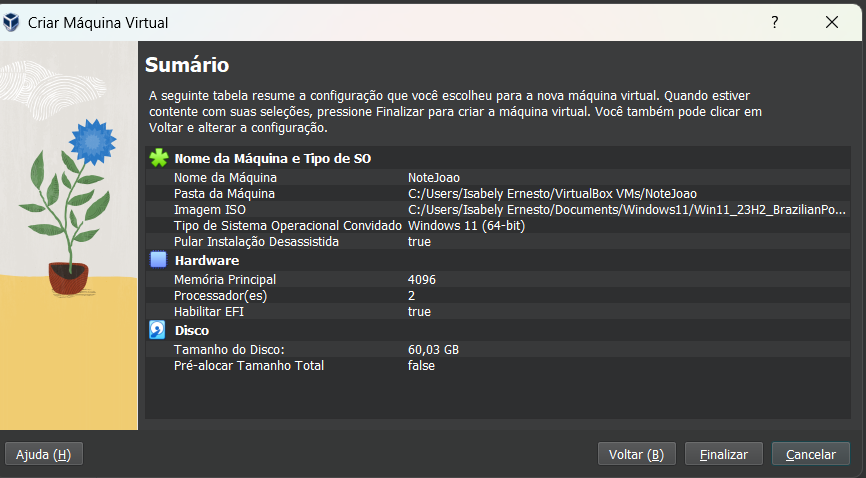 Criar Máquina Virtual
?
Sumário
A seguinte tabela resume a configuração que você escolheu para a nova máquina virtual. Quando estiver
contente com suas seleções, pressione Finalizar para criar a máquina virtual. Você também pode clicar em
Voltar e alterar a configuração.
Nome da Máquina e Tipo de SO
Nome da Máquina NoteJoao
Pasta da Máquina C:/Users/Isabely Ernesto/VirtualBox VMs/NoteJoao
Imagem ISO C:/Users/Isabely Ernesto/Documents/Windows11/Win11_23H2_BrazilianPo...
Tipo de Sistema Operacional Convidado Windows 11 (64-bit)
Pular Instalação Desassistida true
Hardware
Memória Principal 4096
Processador(es) 2
Habilitar EFI true
Disco
Tamanho do Disco: 60,03 GB
Pré-alocar Tamanho Total false
Ajuda (H) Voltar (B) Finalizar Cancelar